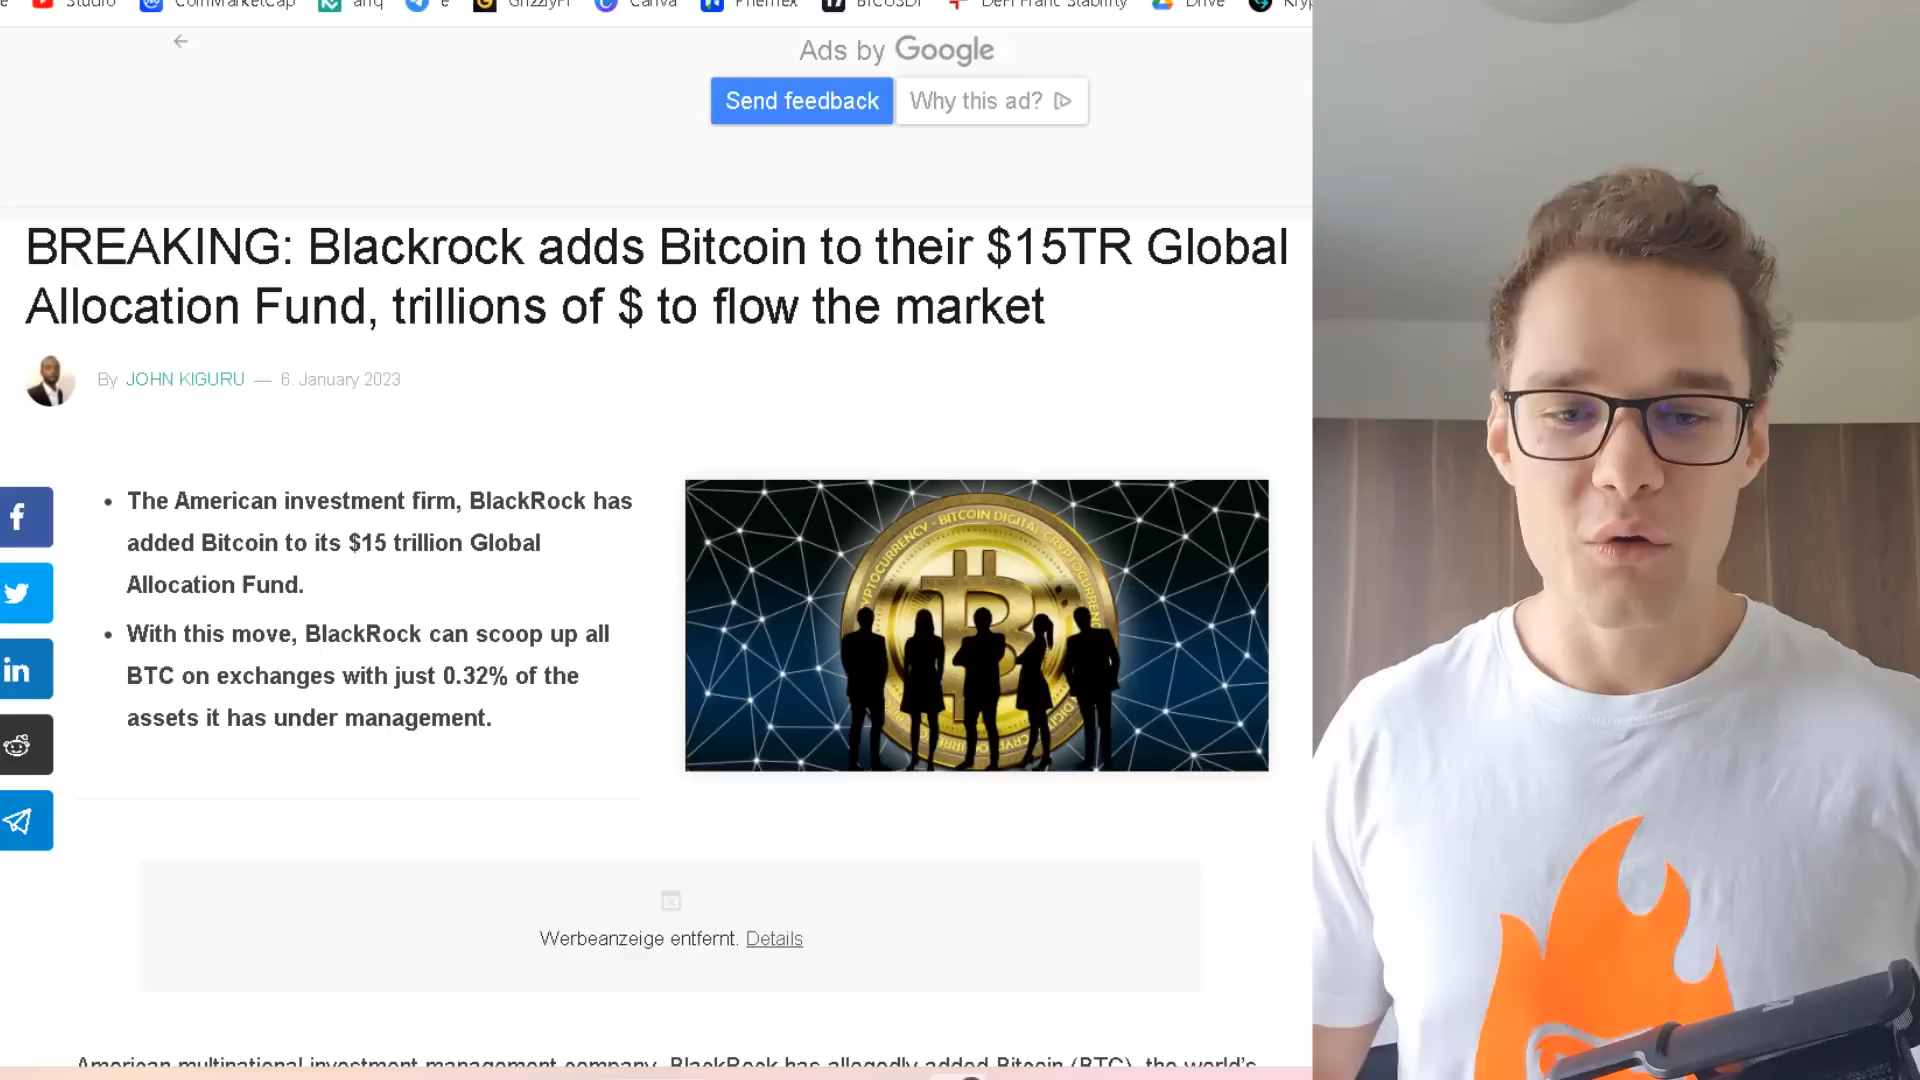 Studio CoinMarketCap Canva Phemex BTCUSDT DeFi Franc Stability Drive
Ads by Google
Send feedback Why this ad?
BREAKING: Blackrock adds Bitcoin to their $15TR Global
Allocation Fund, trillions of $ to flow the market
By JOHN KIGURU — 6. January 2023
• The American investment firm, BlackRock has
added Bitcoin to its $15 trillion Global
Allocation Fund.
• With this move, BlackRock can scoop up all
BTC on exchanges with just 0.32% of the
assets it has under management.
BITCOIN DIGITAL CRYPTOCURRENCY
Werbeanzeige entfernt. Details
American multinational investment management company, BlackRock has allegedly added Bitcoin (BTC), the world's